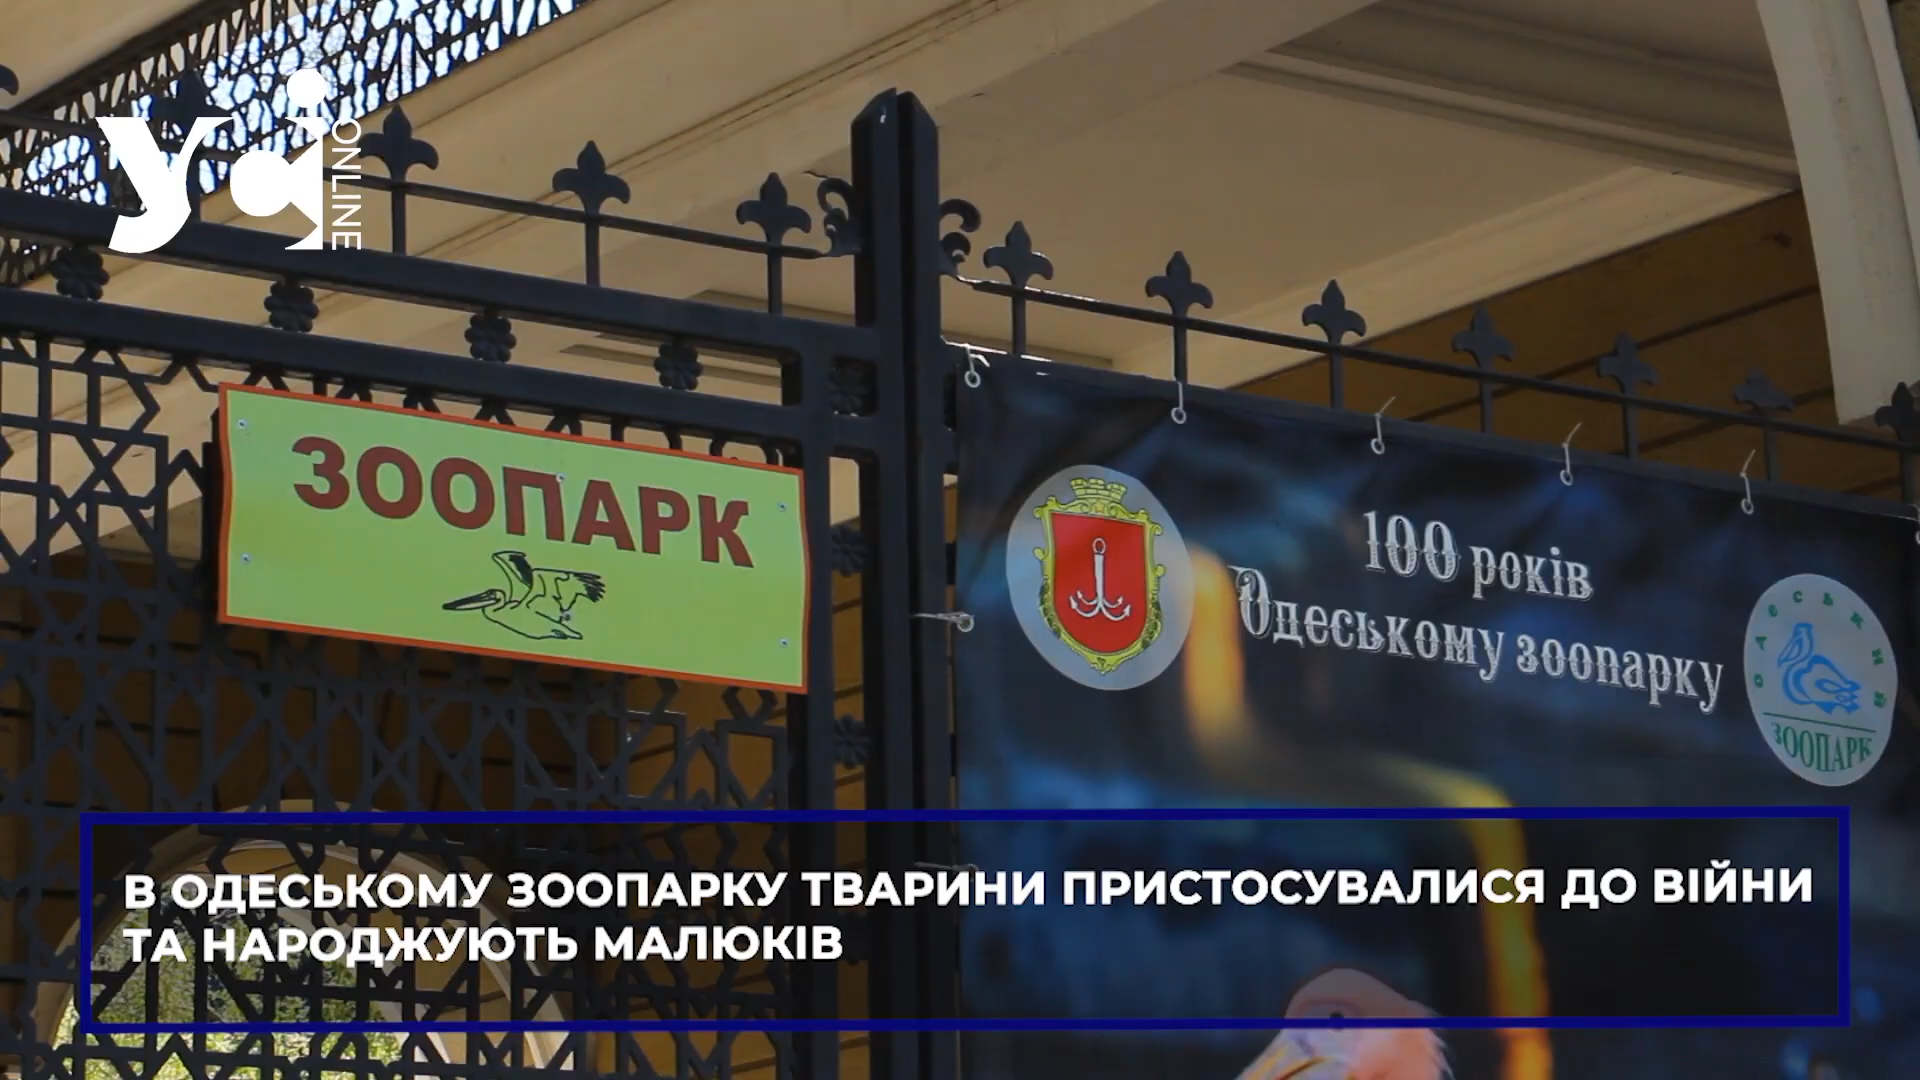 УСІ
ONLINE
ЗООПАРК
100 років
Одеському зоопарку
Одеський
ЗООПАРК
В ОДЕСЬКОМУ ЗООПАРКУ ТВАРИНИ ПРИСТОСУВАЛИСЯ ДО ВІЙНИ
ТА НАРОДЖУЮТЬ МАЛЮКІВ